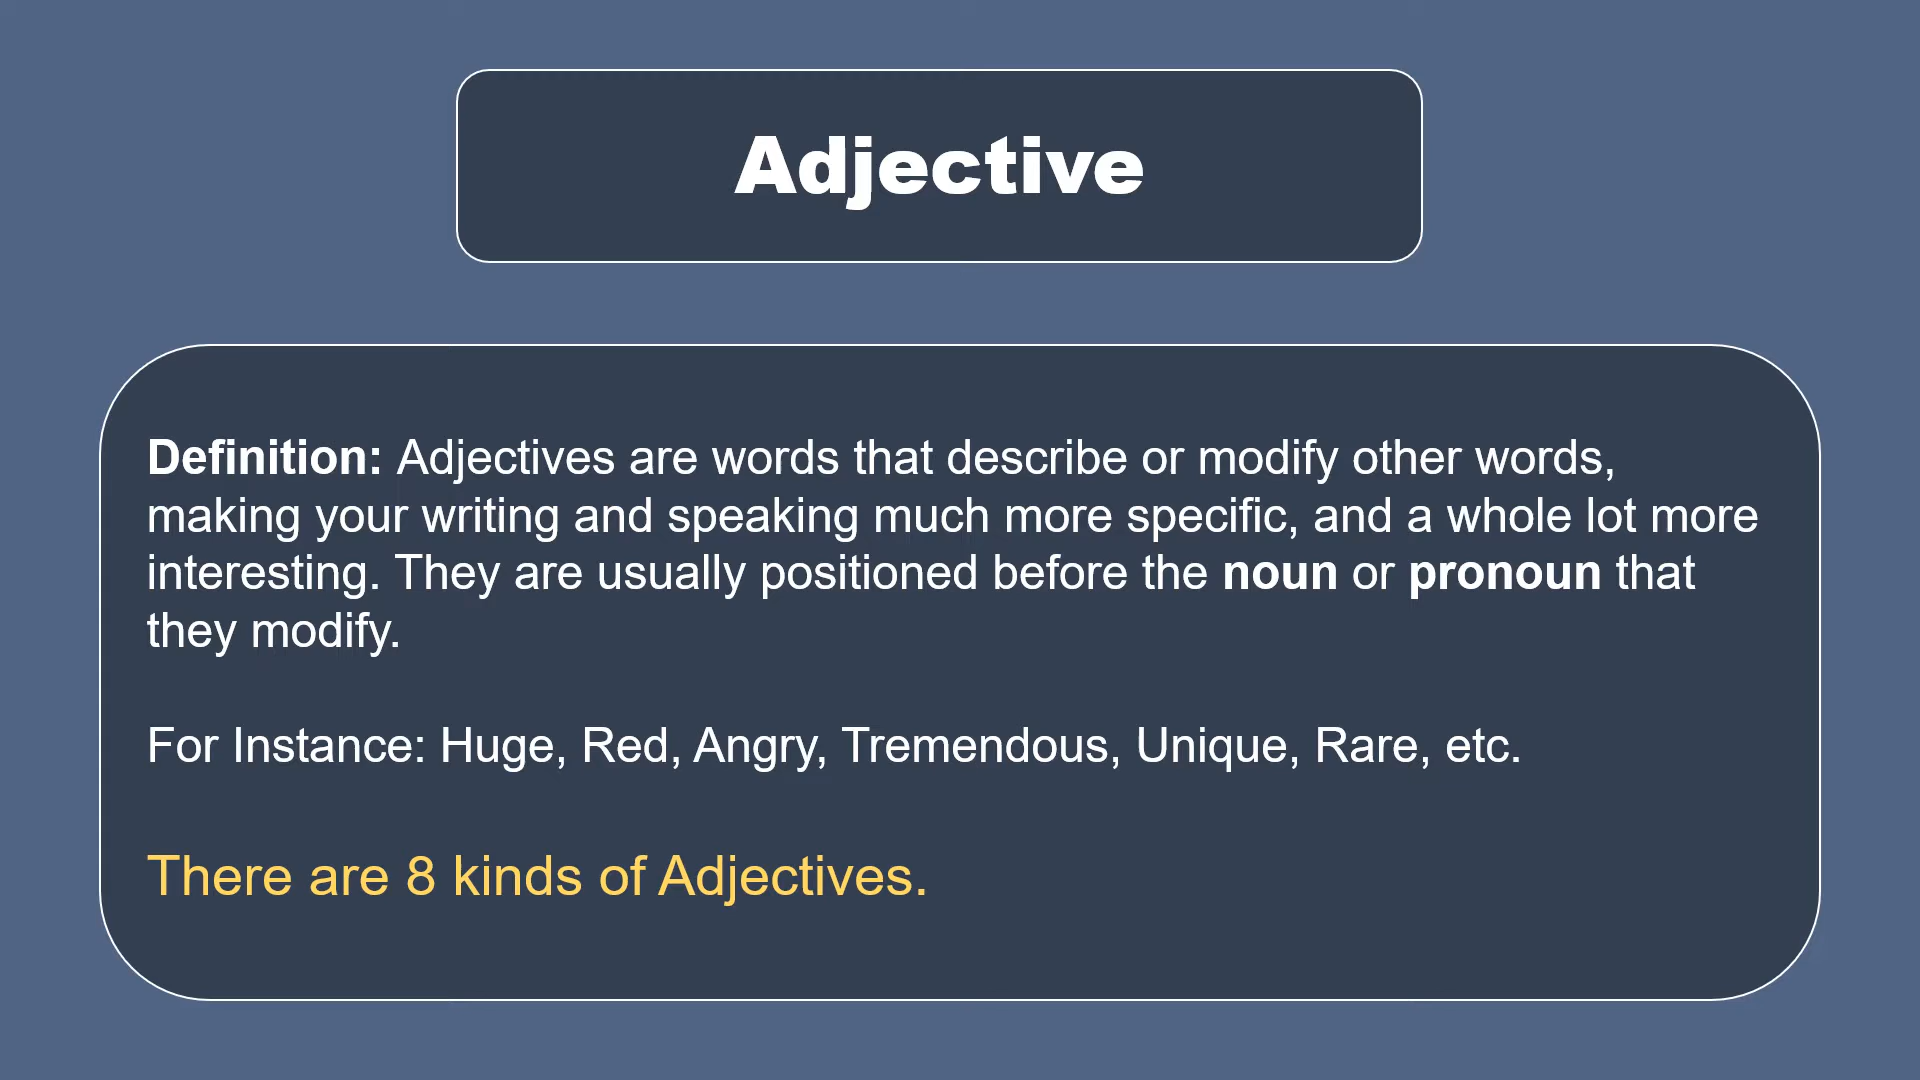 Adjective
Definition: Adjectives are words that describe or modify other words,
making your writing and speaking much more specific, and a whole lot more
interesting. They are usually positioned before the noun or pronoun that
they modify.
For Instance: Huge, Red, Angry, Tremendous, Unique, Rare, etc.
There are 8 kinds of Adjectives.